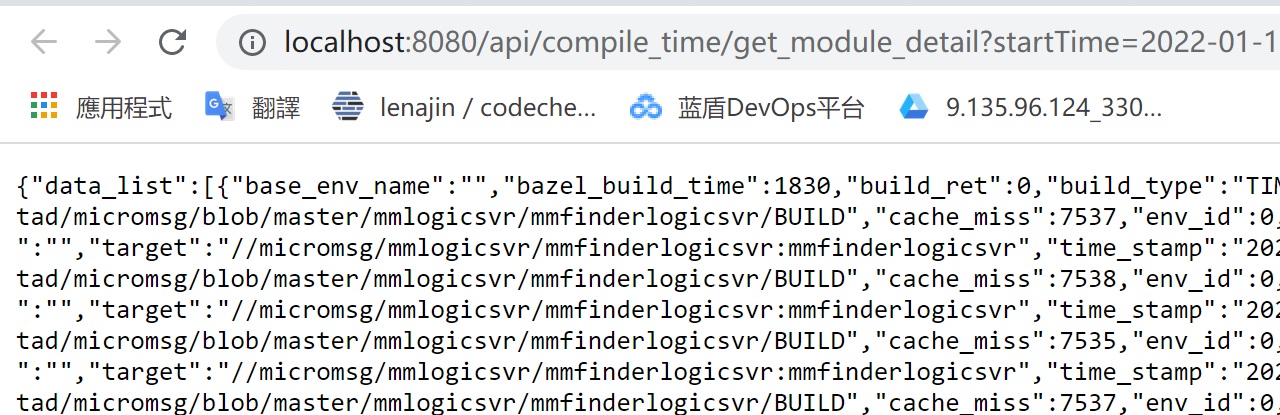 localhost:8080/api/compile_time/get_module_detail?startTime=2022-01-1
應用程式 翻譯 lenajin / codeche... 蓝盾DevOps平台 9.135.96.124_330...
{"data_list":[{"base_env_name":"","bazel_build_time":1830,"build_ret":0,"build_type":"TIM
tad/micromsg/blob/master/mmlogicsvr/mmfinderlogicsvr/BUILD","cache_miss":7537,"env_id":0,
":"","target":"//micromsg/mmlogicsvr/mmfinderlogicsvr:mmfinderlogicsvr","time_stamp":"202
tad/micromsg/blob/master/mmlogicsvr/mmfinderlogicsvr/BUILD","cache_miss":7538,"env_id":0,
":"","target":"//micromsg/mmlogicsvr/mmfinderlogicsvr:mmfinderlogicsvr","time_stamp":"202
tad/micromsg/blob/master/mmlogicsvr/mmfinderlogicsvr/BUILD","cache_miss":7535,"env_id":0,
":"","target":"//micromsg/mmlogicsvr/mmfinderlogicsvr:mmfinderlogicsvr","time_stamp":"202
tad/micromsg/blob/master/mmlogicsvr/mmfinderlogicsvr/BUILD","cache_miss":7537,"env_id":0,